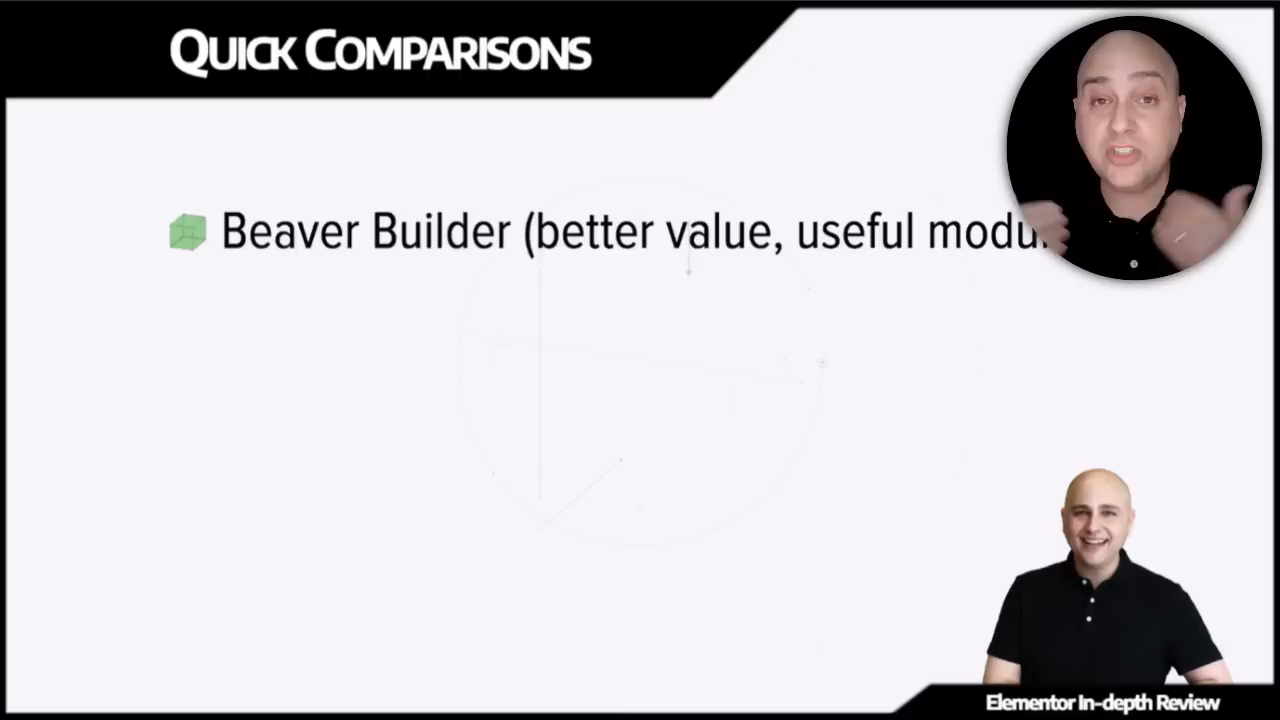 QUICK COMPARISONS
Beaver Builder (better value, useful
Elementor In-depth Review